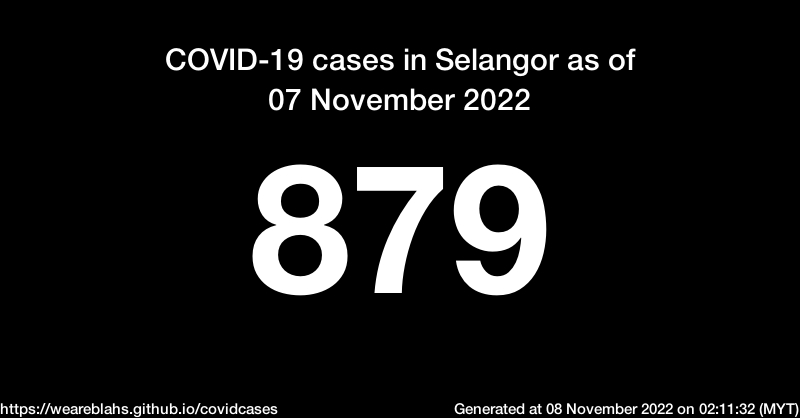 COVID-19 cases in Selangor as of
07 November 2022
879
https://weareblahs.github.io/covidcases
Generated at 08 November 2022 on 02:11:32 (MYT)